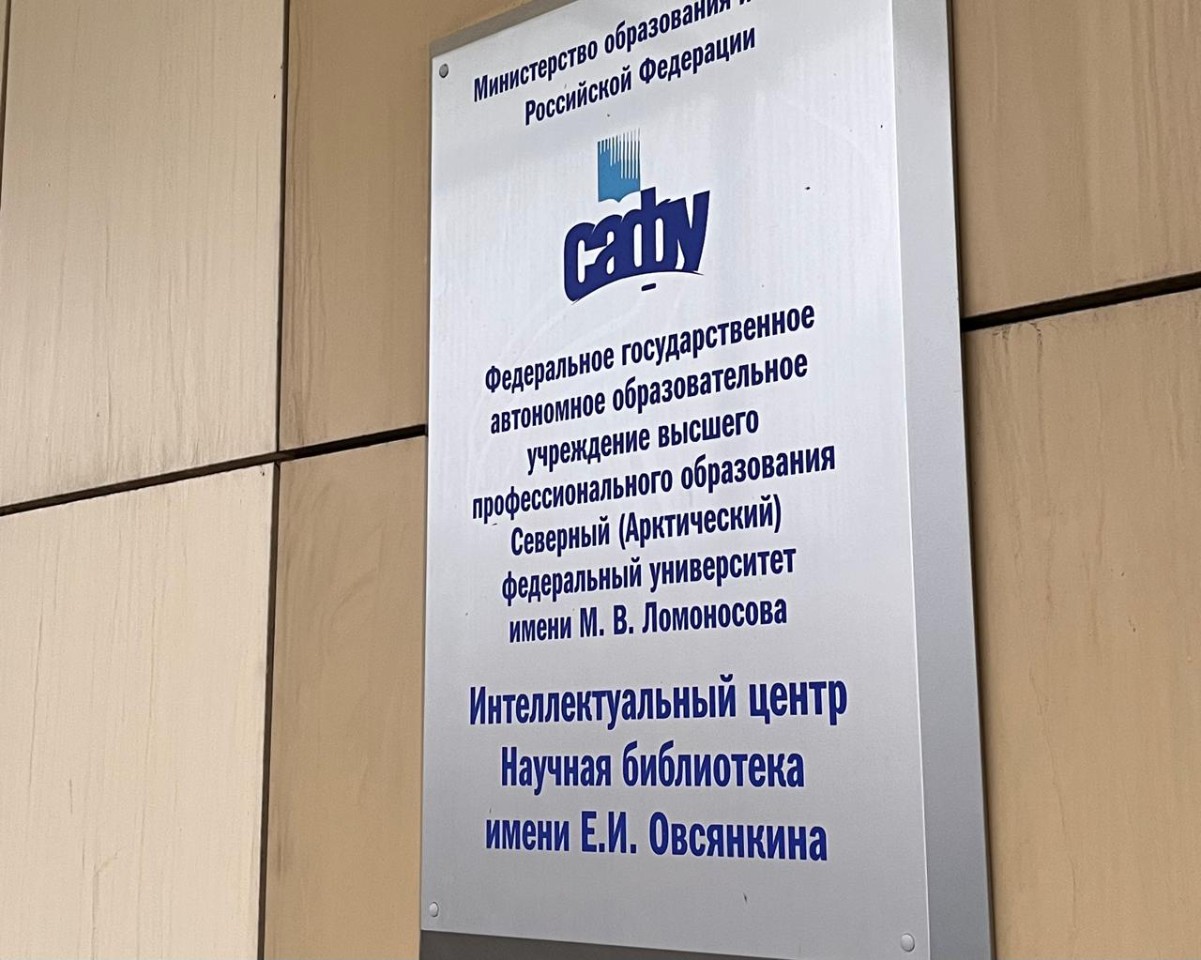 Министерство образования и
Российской Федерации
сафу
Федеральное государственное
автономное образовательное
учреждение высшего
профессионального образования
Северный (Арктический)
федеральный университет
имени М. В. Ломоносова
Интеллектуальный центр
Научная библиотека
имени Е.И. Овсянкина